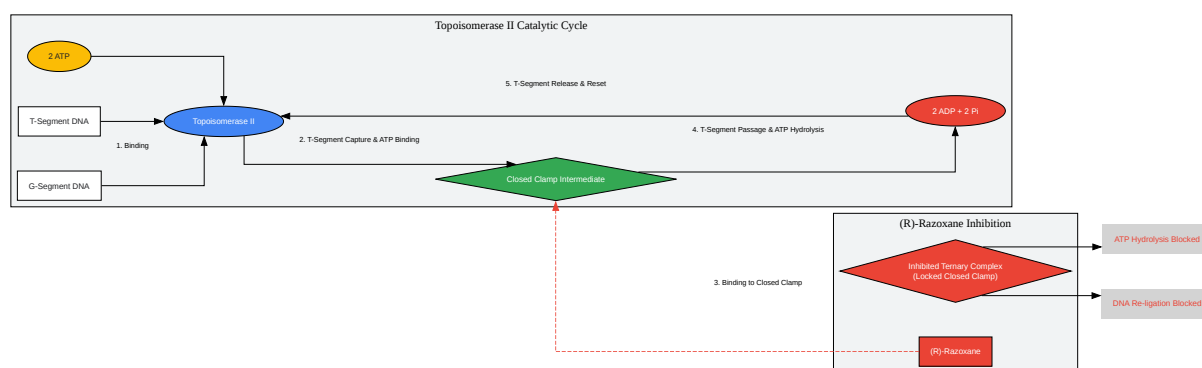 Topoisomerase II Catalytic Cycle
2 ATP
5. T-Segment Release & Reset
T-Segment DNA
Topoisomerase II
2 ADP + 2 Pi
1. Binding
2. T-Segment Capture & ATP Binding
4. T-Segment Passage & ATP Hydrolysis
G-Segment DNA
Closed Clamp Intermediate
(R)-Razoxane Inhibition
ATP Hydrolysis Blocked
Inhibited Ternary Complex
(Locked Closed Clamp)
3. Binding to Closed Clamp
DNA Re-ligation Blocked
(R)-Razoxane